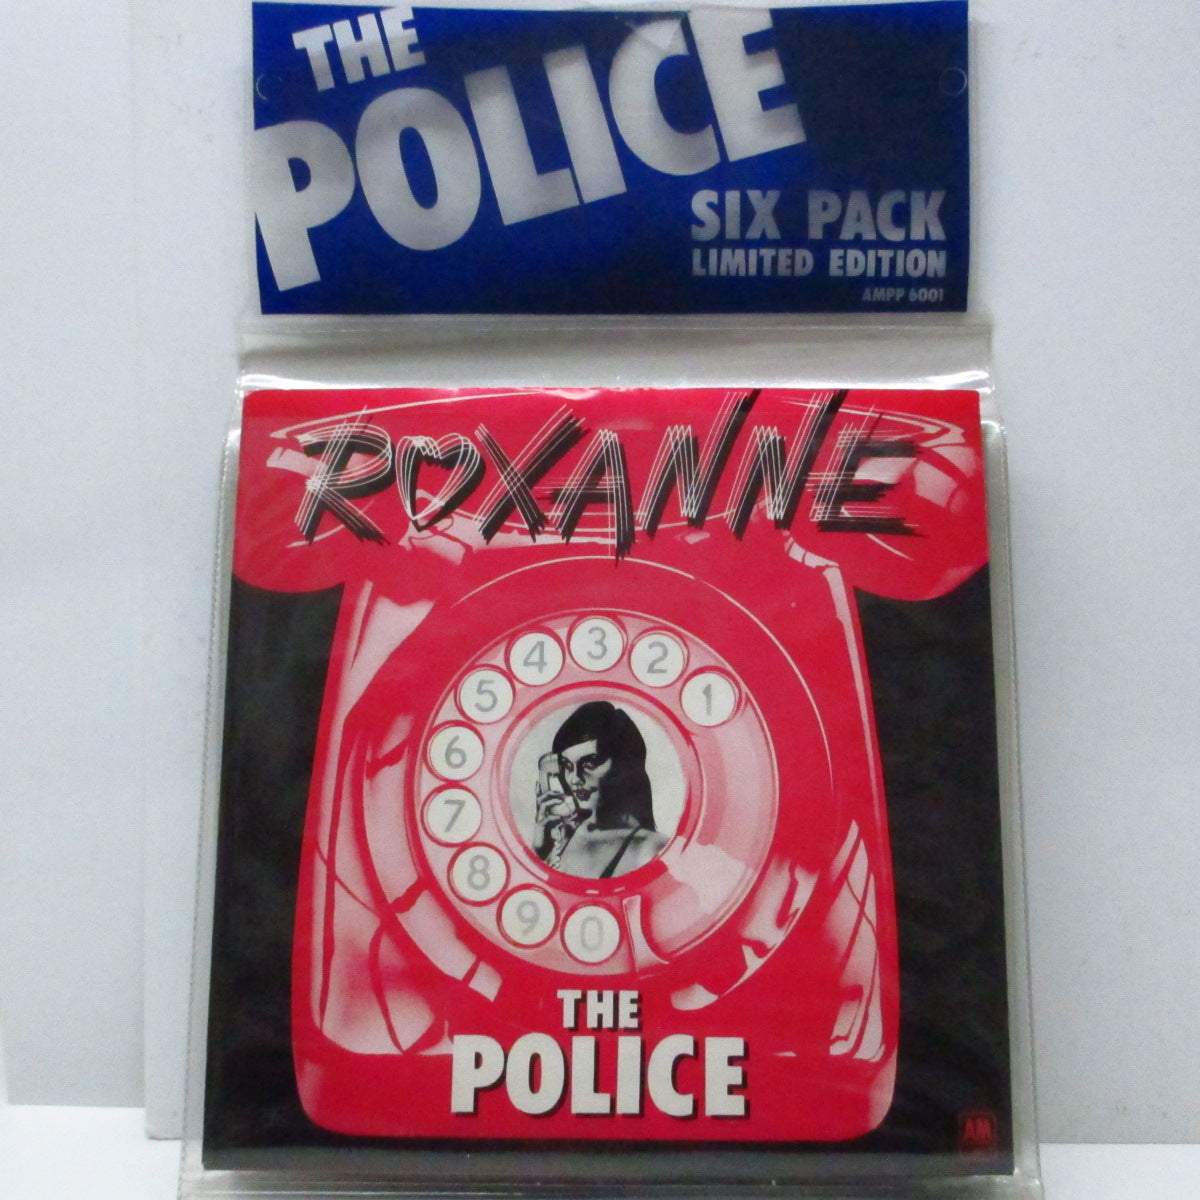 THE
POLICE
SIX PACK
LIMITED EDITION
AMPP 6001
ROXANNE
3
4
2
5
1
6
7
8
9
0
THE
POLICE
AM